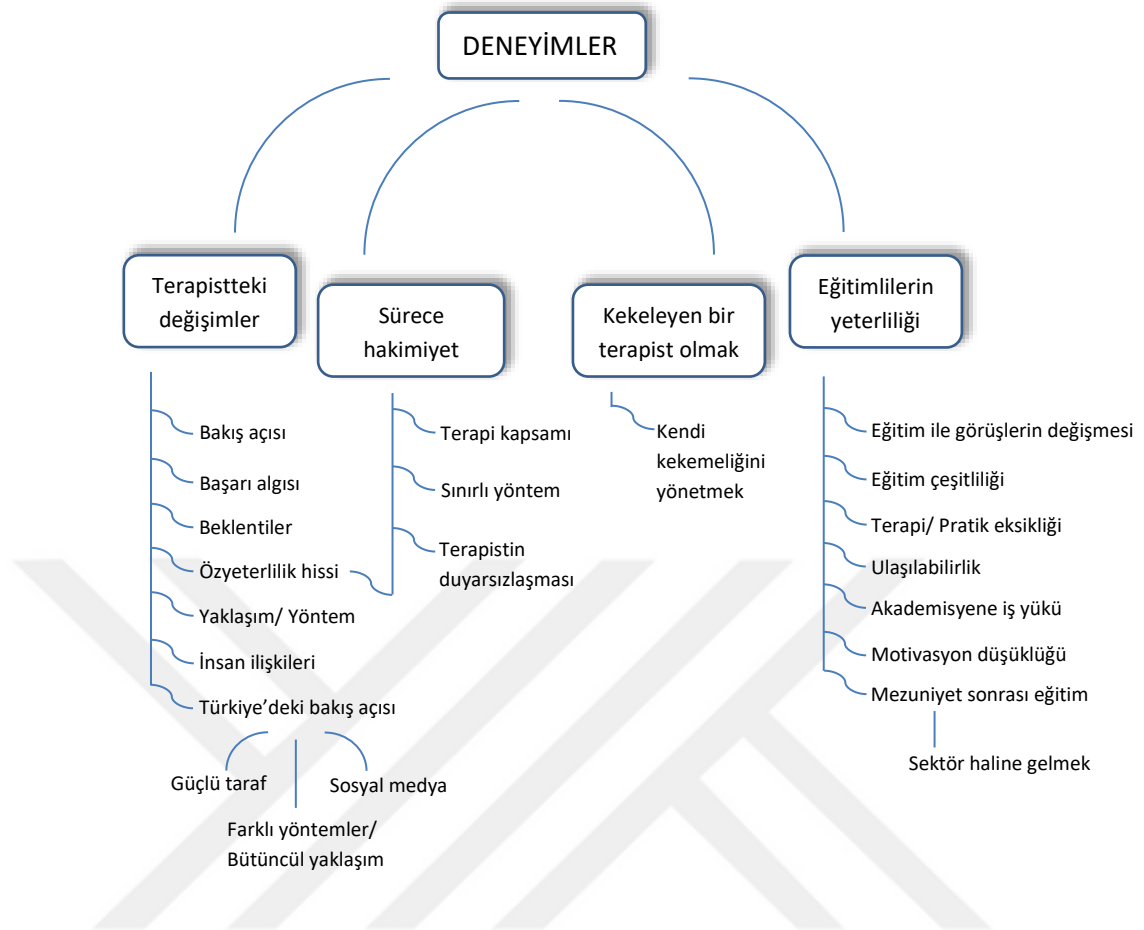 DENEYİMLER
Terapistteki
değişimler
Bakış açısı
Başarı algısı
Beklentiler
Özyeterlilik hissi
Yaklaşım/ Yöntem
İnsan ilişkileri
Türkiye’deki bakış açısı
Güçlü taraf
Sosyal medya
Farklı yöntemler/
Bütüncül yaklaşım
Sürece
hakimiyet
Terapi kapsamı
Sınırlı yöntem
Terapistin
duyarsızlaşması
Kekeleyen bir
terapist olmak
Kendi
kekemeliğini
yönetmek
Eğitimlilerin
yeterliliği
Eğitim ile görüşlerin değişmesi
Eğitim çeşitliliği
Terapi/ Pratik eksikliği
Ulaşılabilirlik
Akademisyene iş yükü
Motivasyon düşüklüğü
Mezuniyet sonrası eğitim
Sektör haline gelmek